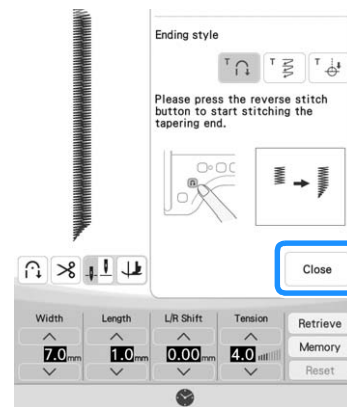 Ending style
T T T
Please press the reverse stitch
button to start stitching the
tapering end.
Close
Width Length L/R Shift Tension Retrieve
7.0mm 1.0mm 0.00mm 4.0 Memory
Reset